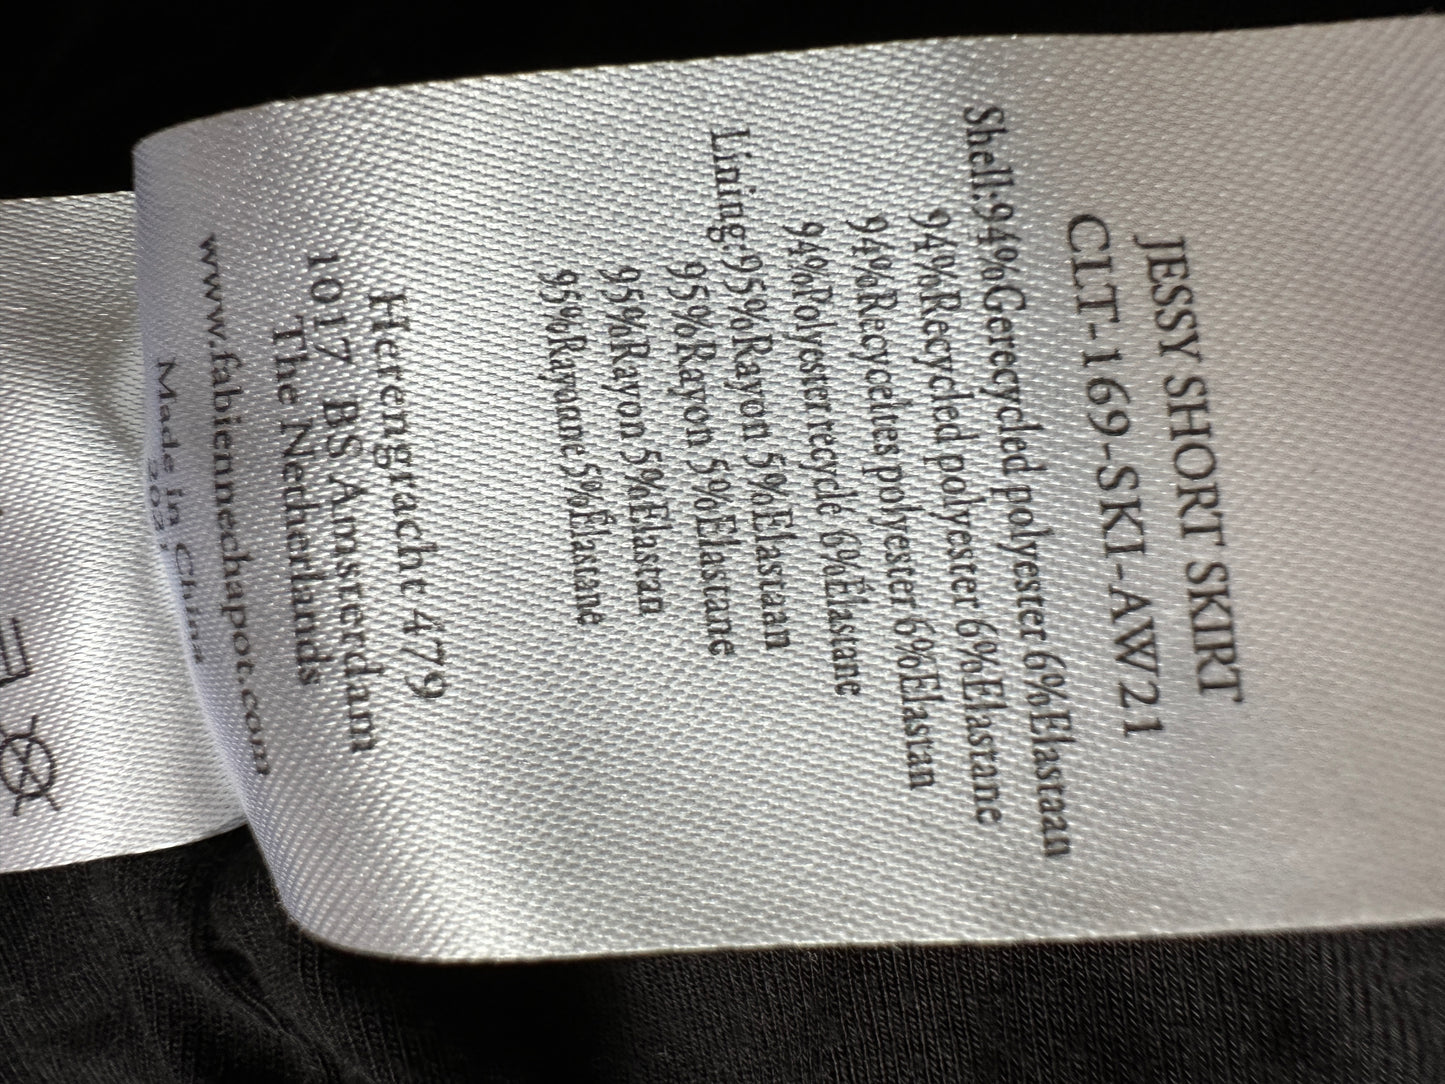 JESSY SHORT SKIRT
CLT-169-SKI-AW21
Shell:94%Gerecycled polyester 6%Elastaan
94%Recycled polyester 6%Elastane
94%Recyceltes polyester 6%Elastan
94%Polyester recycle 6%Élastane
Lining:95%Rayon 5%Elastaan
95%Rayon 5%Elastane
95%Rayon 5%Elastan
95%Rayonne 5%Élastane
Herengracht 479
1017 BS Amsterdam
The Netherlands
www.fabiennechapot.com
Made in China